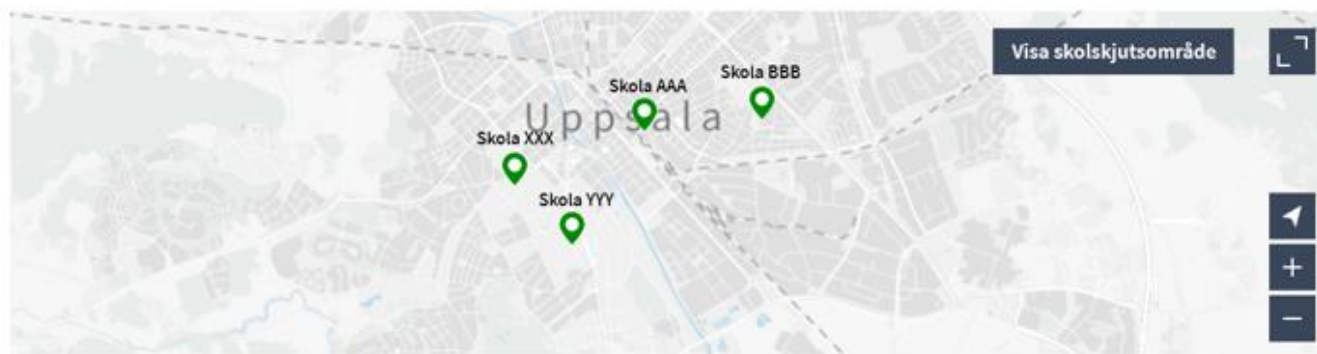 Visa skolskjutsområde
Skola BBB
Skola AAA
Uppsala
Skola XXX
Skola YYY
+
−